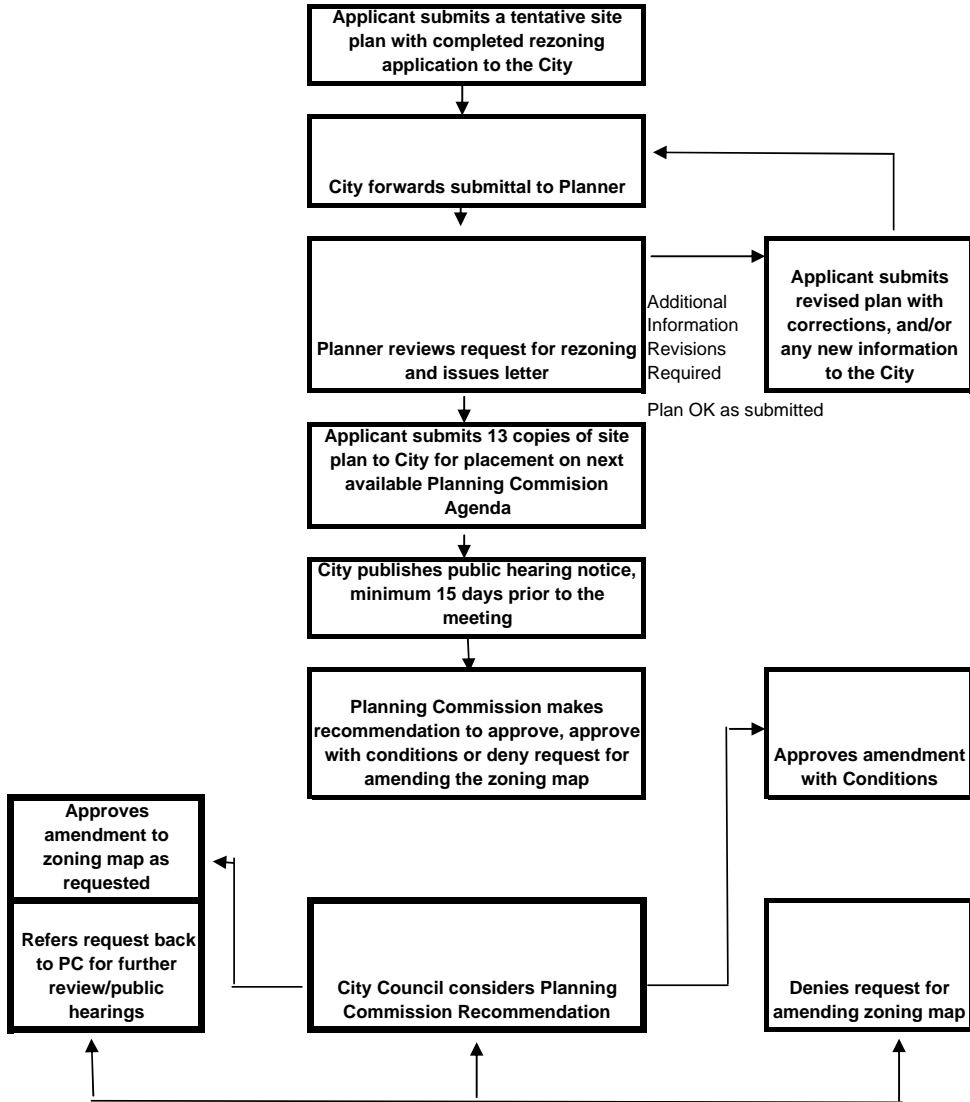 Applicant submits a tentative site
plan with completed rezoning
application to the City
City forwards submittal to Planner
Planner reviews request for rezoning
and issues letter
Additional
Information
Revisions
Required
Plan OK as submitted
Applicant submits
revised plan with
corrections, and/or
any new information
to the City
Applicant submits 13 copies of site
plan to City for placement on next
available Planning Commision
Agenda
City publishes public hearing notice,
minimum 15 days prior to the
meeting
Planning Commission makes
recommendation to approve, approve
with conditions or deny request for
amending the zoning map
Approves amendment
with Conditions
Approves
amendment to
zoning map as
requested
Refers request back
to PC for further
review/public
hearings
City Council considers Planning
Commission Recommendation
Denies request for
amending zoning map